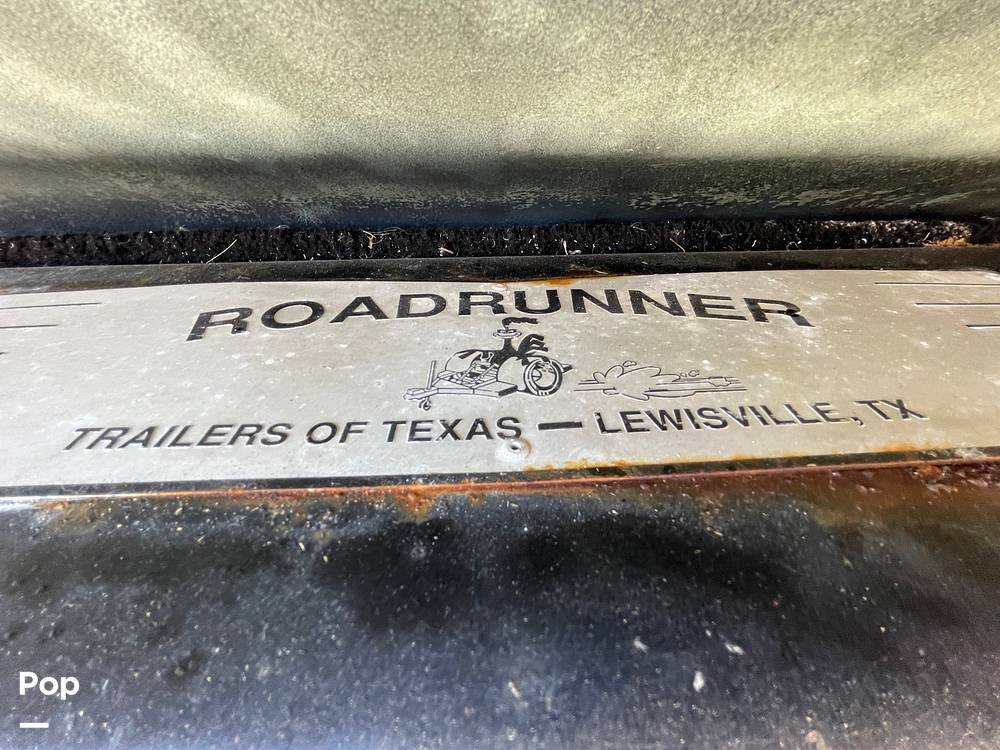 ROADRUNNER
TRAILERS OF TEXAS — LEWISVILLE, TX
Pop